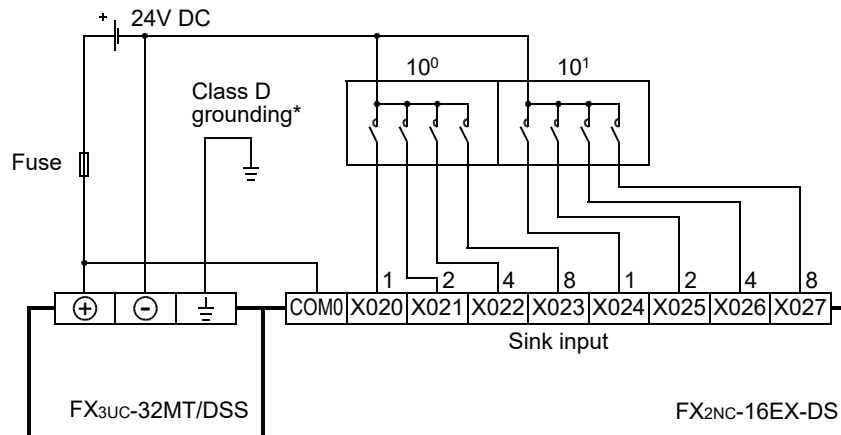 + 24V DC
10⁰ 10¹
Class D
grounding*
Fuse
1 2 4 8 1 2 4 8
+ - COM0 X020 X021 X022 X023 X024 X025 X026 X027
Sink input
FX3UC-32MT/DSS FX2NC-16EX-DS